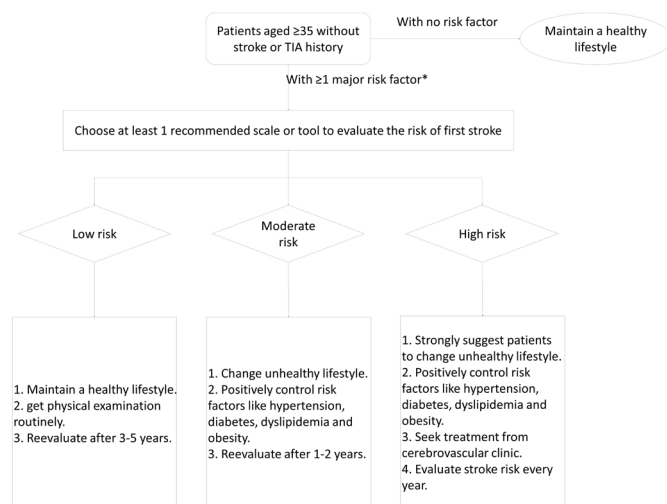 Patients aged ≥35 without
stroke or TIA history
With no risk factor
Maintain a healthy
lifestyle
With ≥1 major risk factor*
Choose at least 1 recommended scale or tool to evaluate the risk of first stroke
Low risk
Moderate
risk
High risk
1. Maintain a healthy lifestyle.
2. get physical examination
routinely.
3. Reevaluate after 3-5 years.
1. Change unhealthy lifestyle.
2. Positively control risk
factors like hypertension,
diabetes, dyslipidemia and
obesity.
3. Reevaluate after 1-2 years.
1. Strongly suggest patients
to change unhealthy lifestyle.
2. Positively control risk
factors like hypertension,
diabetes, dyslipidemia and
obesity.
3. Seek treatment from
cerebrovascular clinic.
4. Evaluate stroke risk every
year.